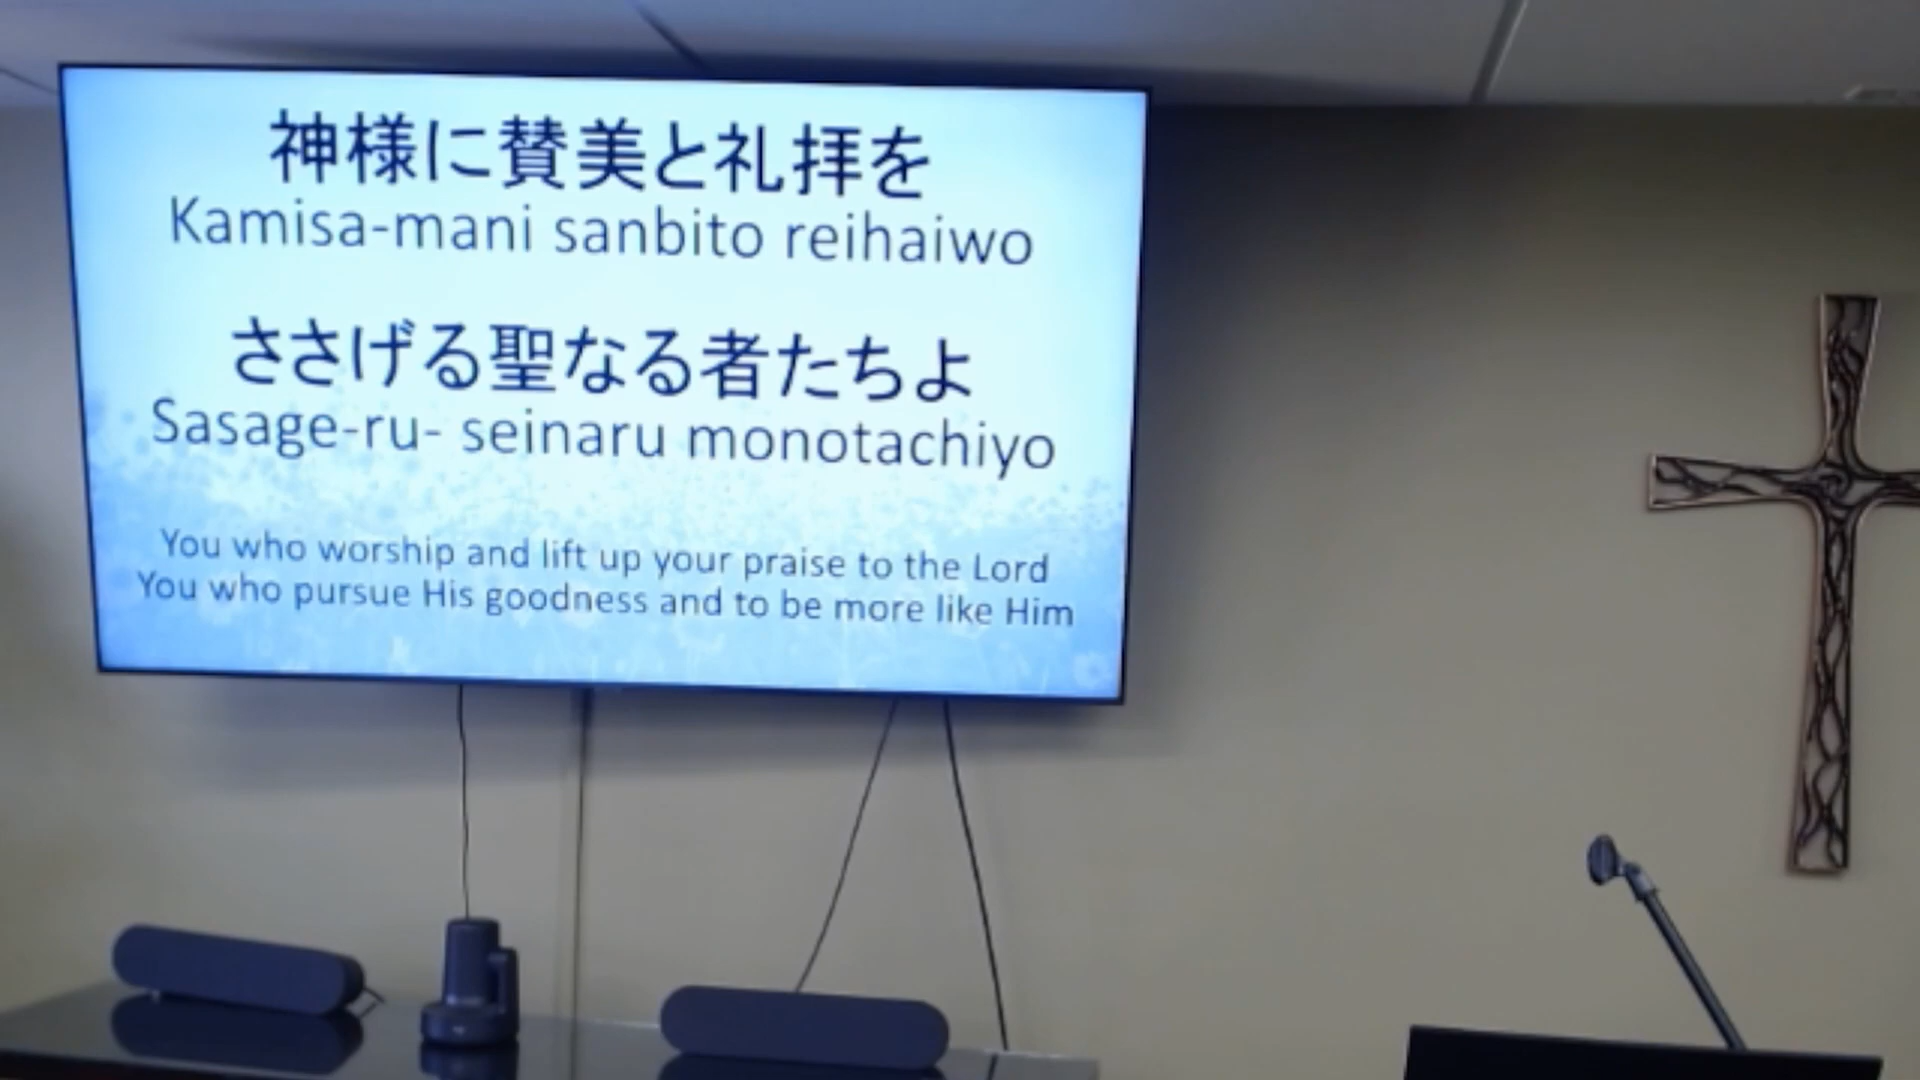 神様に賛美と礼拝を
Kamisa-mani sanbito reihaiwo
ささげる聖なる者たちよ
Sasage-ru- seinaru monotachiyo
You who worship and lift up your praise to the Lord
You who pursue His goodness and to be more like Him